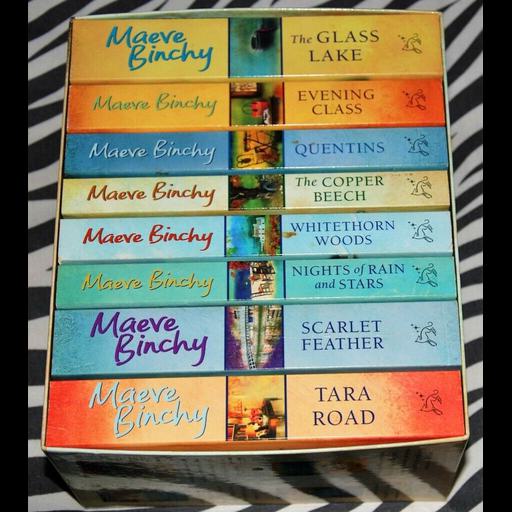 Maeve
Binchy
The GLASS
LAKE
Maeve Binchy
EVENING
CLASS
Maeve Binchy
QUENTINS
Maeve Binchy
The COPPER
BEECH
Maeve Binchy
WHITETHORN
WOODS
Maeve Binchy
NIGHTS of RAIN
and STARS
Maeve
Binchy
SCARLET
FEATHER
Maeve
Binchy
TARA
ROAD